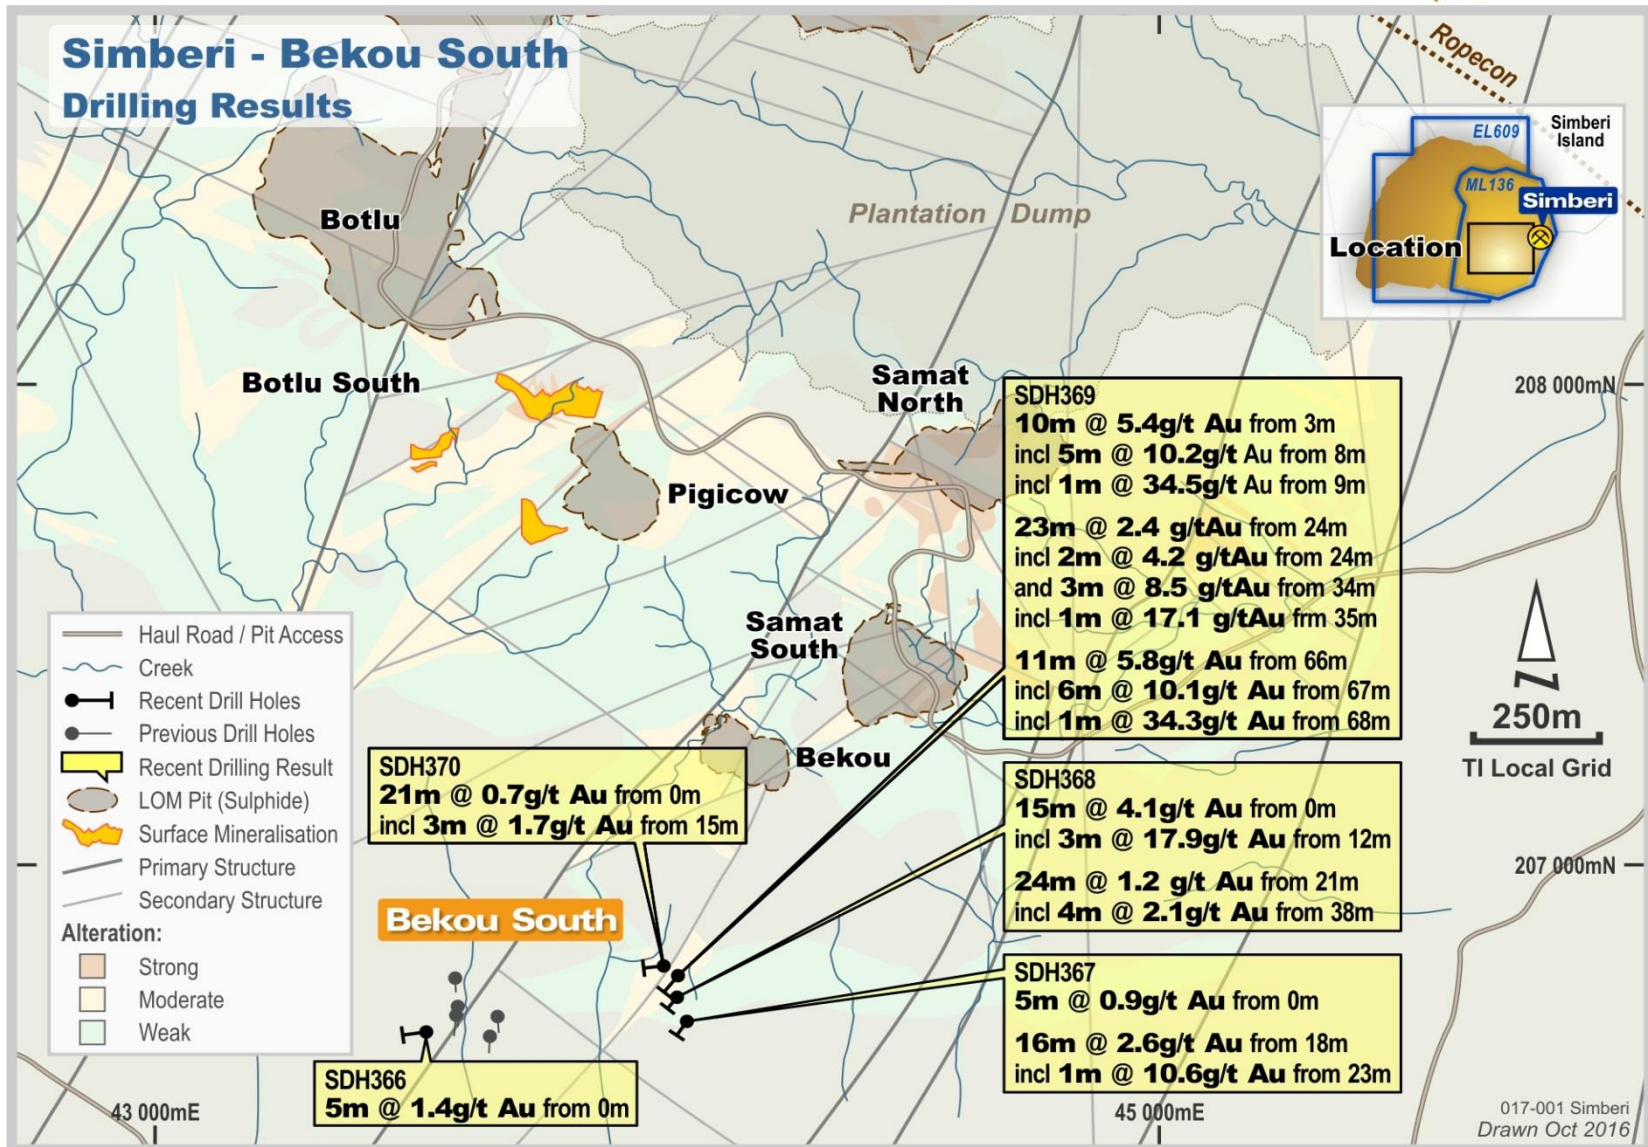 Simberi - Bekou South
Drilling Results
Ropecon
EL609
Simberi
Island
ML136
Simberi
Location
Botlu
Plantation Dump
Botlu South
Samat
North
208 000mN
Pigicow
SDH369
10m @ 5.4g/t Au from 3m
incl 5m @ 10.2g/t Au from 8m
incl 1m @ 34.5g/t Au from 9m
23m @ 2.4 g/tAu from 24m
incl 2m @ 4.2 g/tAu from 24m
and 3m @ 8.5 g/tAu from 34m
incl 1m @ 17.1 g/tAu frm 35m
11m @ 5.8g/t Au from 66m
incl 6m @ 10.1g/t Au from 67m
incl 1m @ 34.3g/t Au from 68m
Samat
South
Bekou
N
250m
TI Local Grid
Haul Road / Pit Access
Creek
Recent Drill Holes
Previous Drill Holes
Recent Drilling Result
LOM Pit (Sulphide)
Surface Mineralisation
Primary Structure
Secondary Structure
Alteration:
Strong
Moderate
Weak
SDH370
21m @ 0.7g/t Au from 0m
incl 3m @ 1.7g/t Au from 15m
SDH368
15m @ 4.1g/t Au from 0m
incl 3m @ 17.9g/t Au from 12m
24m @ 1.2 g/t Au from 21m
incl 4m @ 2.1g/t Au from 38m
207 000mN
Bekou South
SDH367
5m @ 0.9g/t Au from 0m
16m @ 2.6g/t Au from 18m
incl 1m @ 10.6g/t Au from 23m
SDH366
5m @ 1.4g/t Au from 0m
43 000mE
45 000mE
017-001 Simberi
Drawn Oct 2016